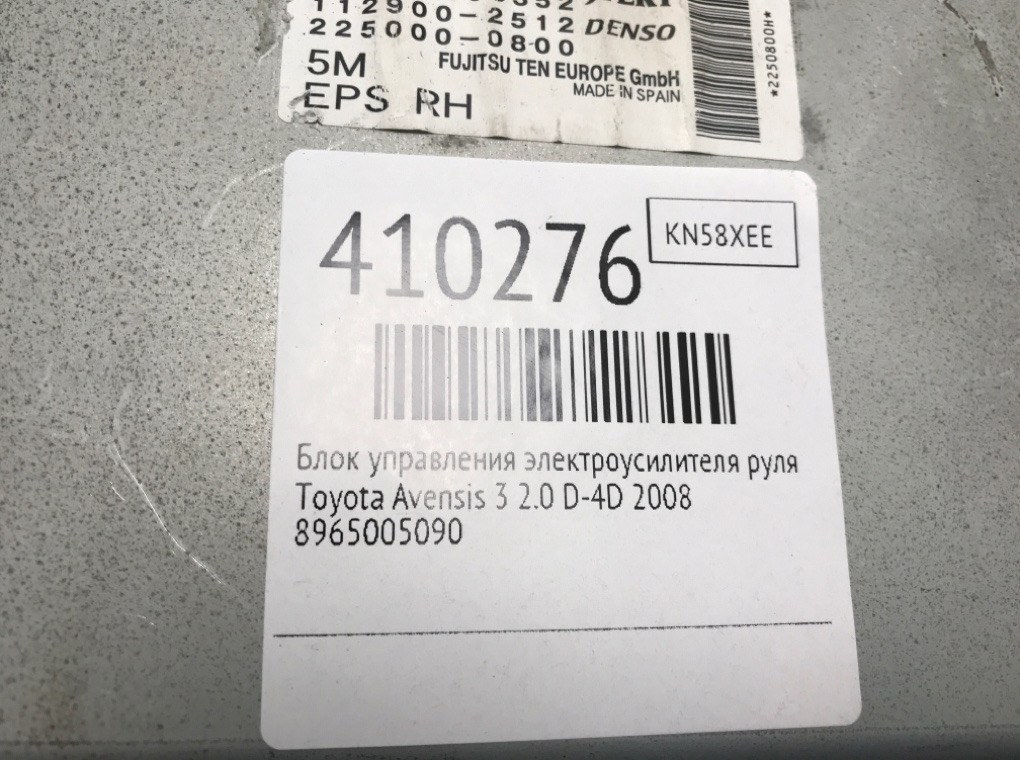 112900-2512 DENSO
225000-0800
5M
FUJITSU TEN EUROPE GmbH
MADE IN SPAIN
EPS RH
*2250800H*
410276
KN58XEE
Блок управления электроусилителя руля
Toyota Avensis 3 2.0 D-4D 2008
8965005090